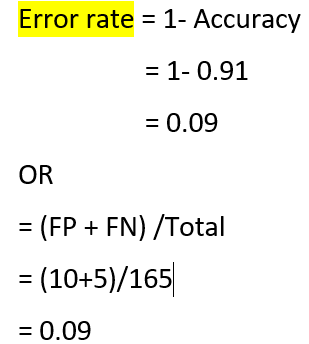 Error rate = 1- Accuracy
= 1- 0.91
= 0.09
OR
= (FP + FN) /Total
= (10+5)/165
= 0.09